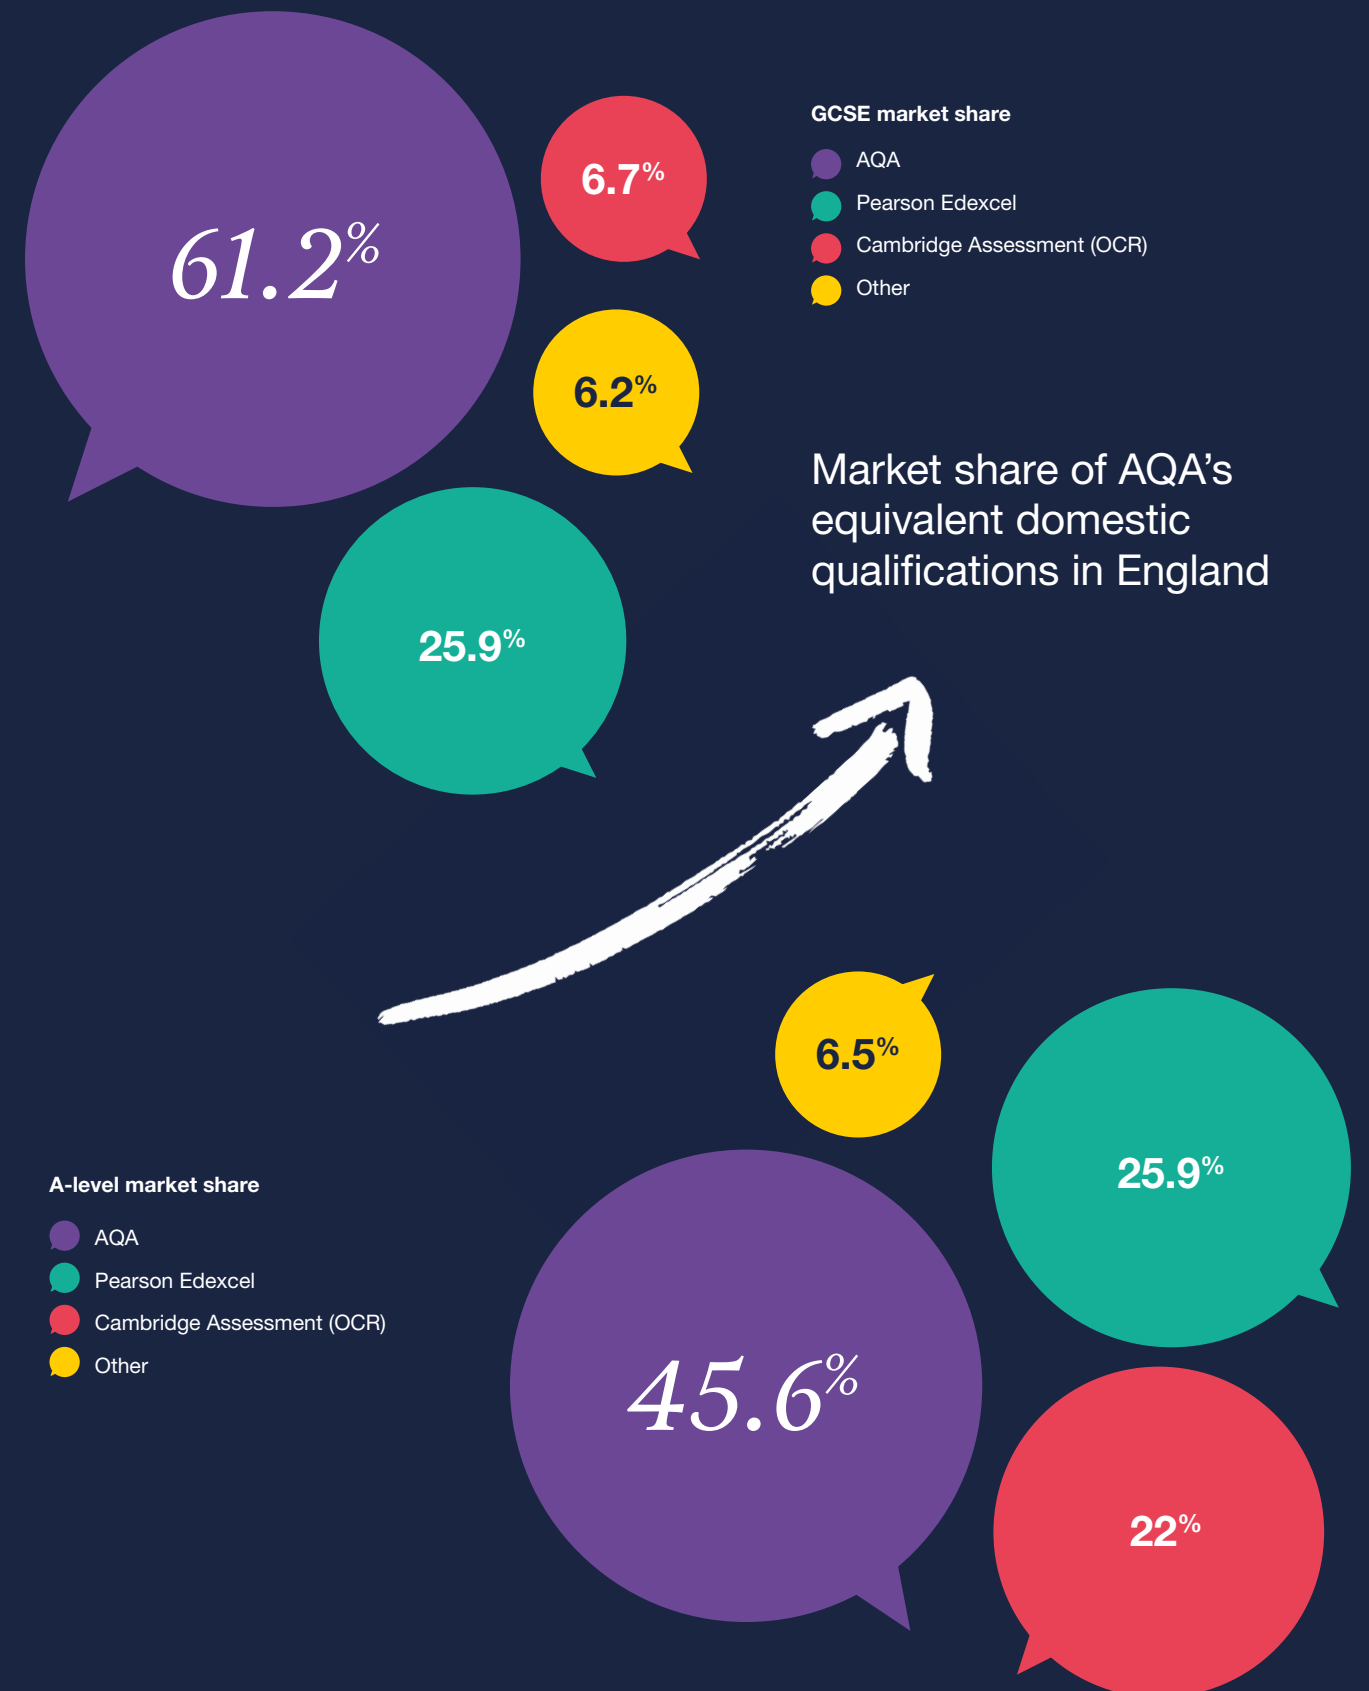 61.2%
6.7%
GCSE market share
AQA
Pearson Edexcel
Cambridge Assessment (OCR)
Other
6.2%
Market share of AQA’s
equivalent domestic
qualifications in England
25.9%
6.5%
25.9%
A-level market share
AQA
Pearson Edexcel
Cambridge Assessment (OCR)
Other
45.6%
22%